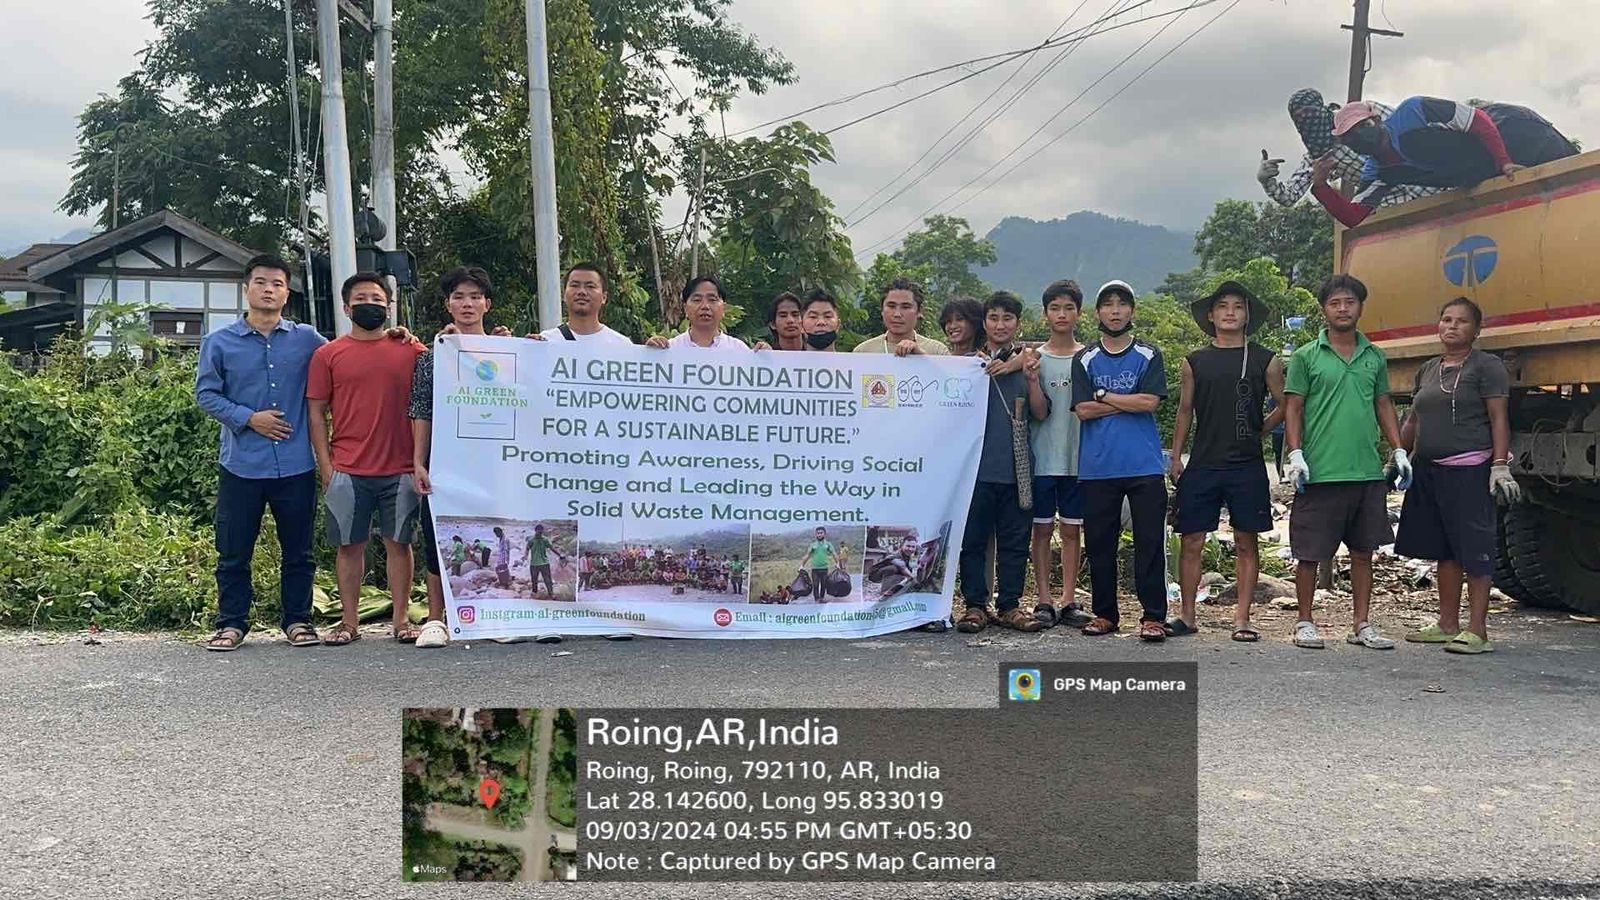 AI GREEN FOUNDATION
"EMPOWERING COMMUNITIES
FOR A SUSTAINABLE FUTURE."
Promoting Awareness, Driving Social
Change and Leading the Way in
Solid Waste Management.
AI GREEN
FOUNDATION
GREEN ROING
Instgram-ai-greenfoundation
Email :
PURO
GPS Map Camera
Roing,AR,India
Roing, Roing, 792110, AR, India
Lat 28.142600, Long 95.833019
09/03/2024 04:55 PM GMT+05:30
Note : Captured by GPS Map Camera
Maps